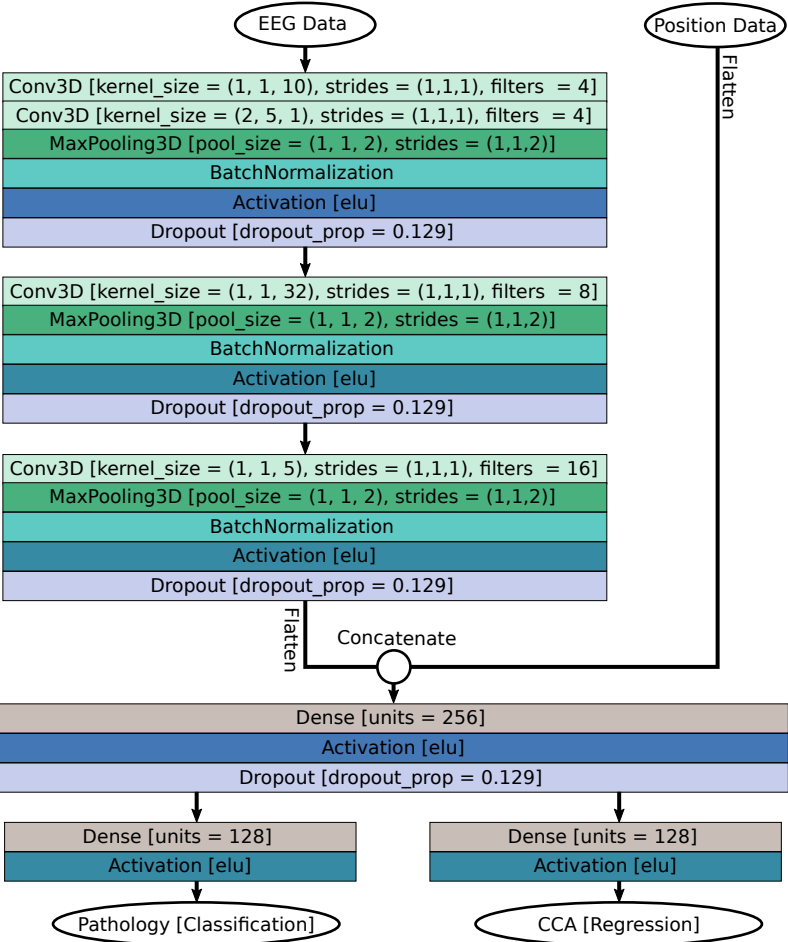 EEG Data
Position Data
Flatten
Conv3D [kernel_size = (1, 1, 10), strides = (1,1,1), filters = 4]
Conv3D [kernel_size = (2, 5, 1), strides = (1,1,1), filters = 4]
MaxPooling3D [pool_size = (1, 1, 2), strides = (1,1,2)]
BatchNormalization
Activation [elu]
Dropout [dropout_prop = 0.129]
Conv3D [kernel_size = (1, 1, 32), strides = (1,1,1), filters = 8]
MaxPooling3D [pool_size = (1, 1, 2), strides = (1,1,2)]
BatchNormalization
Activation [elu]
Dropout [dropout_prop = 0.129]
Conv3D [kernel_size = (1, 1, 5), strides = (1,1,1), filters = 16]
MaxPooling3D [pool_size = (1, 1, 2), strides = (1,1,2)]
BatchNormalization
Activation [elu]
Dropout [dropout_prop = 0.129]
Flatten
Concatenate
Dense [units = 256]
Activation [elu]
Dropout [dropout_prop = 0.129]
Dense [units = 128]
Activation [elu]
Pathology [Classification]
Dense [units = 128]
Activation [elu]
CCA [Regression]